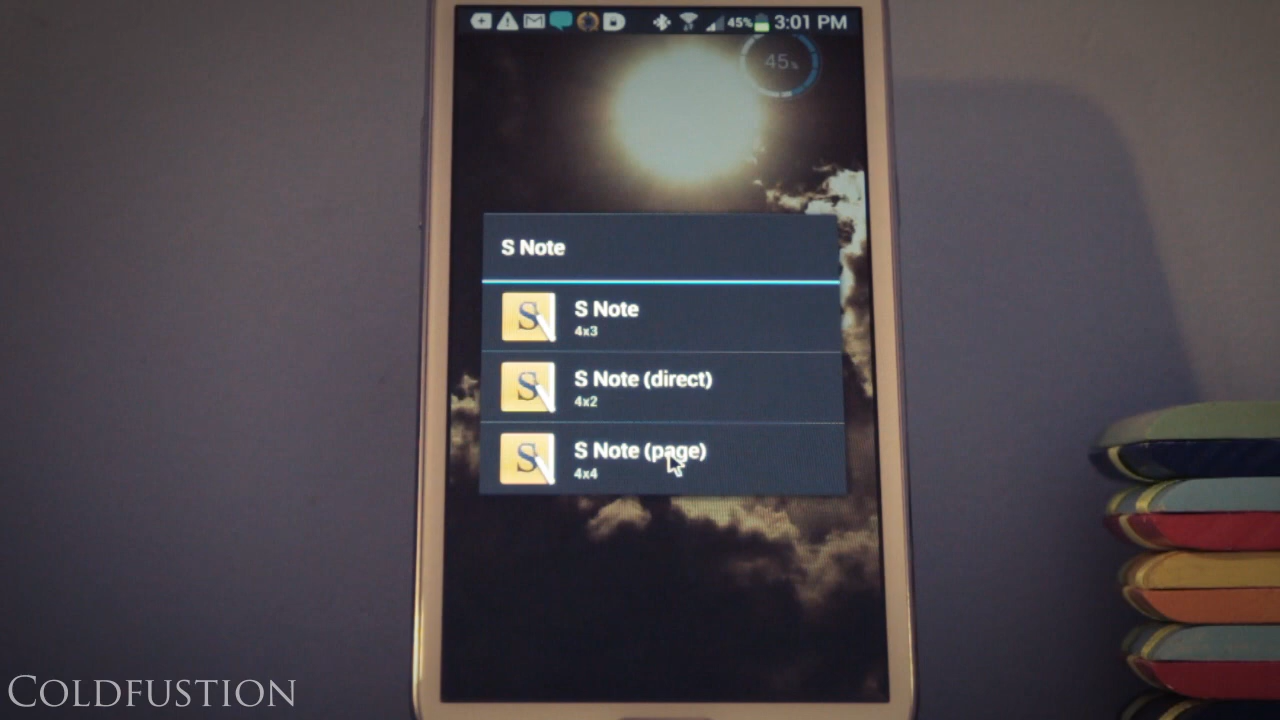 45% 3:01 PM
45%
S Note
S Note
4x3
S Note (direct)
4x2
S Note (page)
4x4
COLDFUSTION